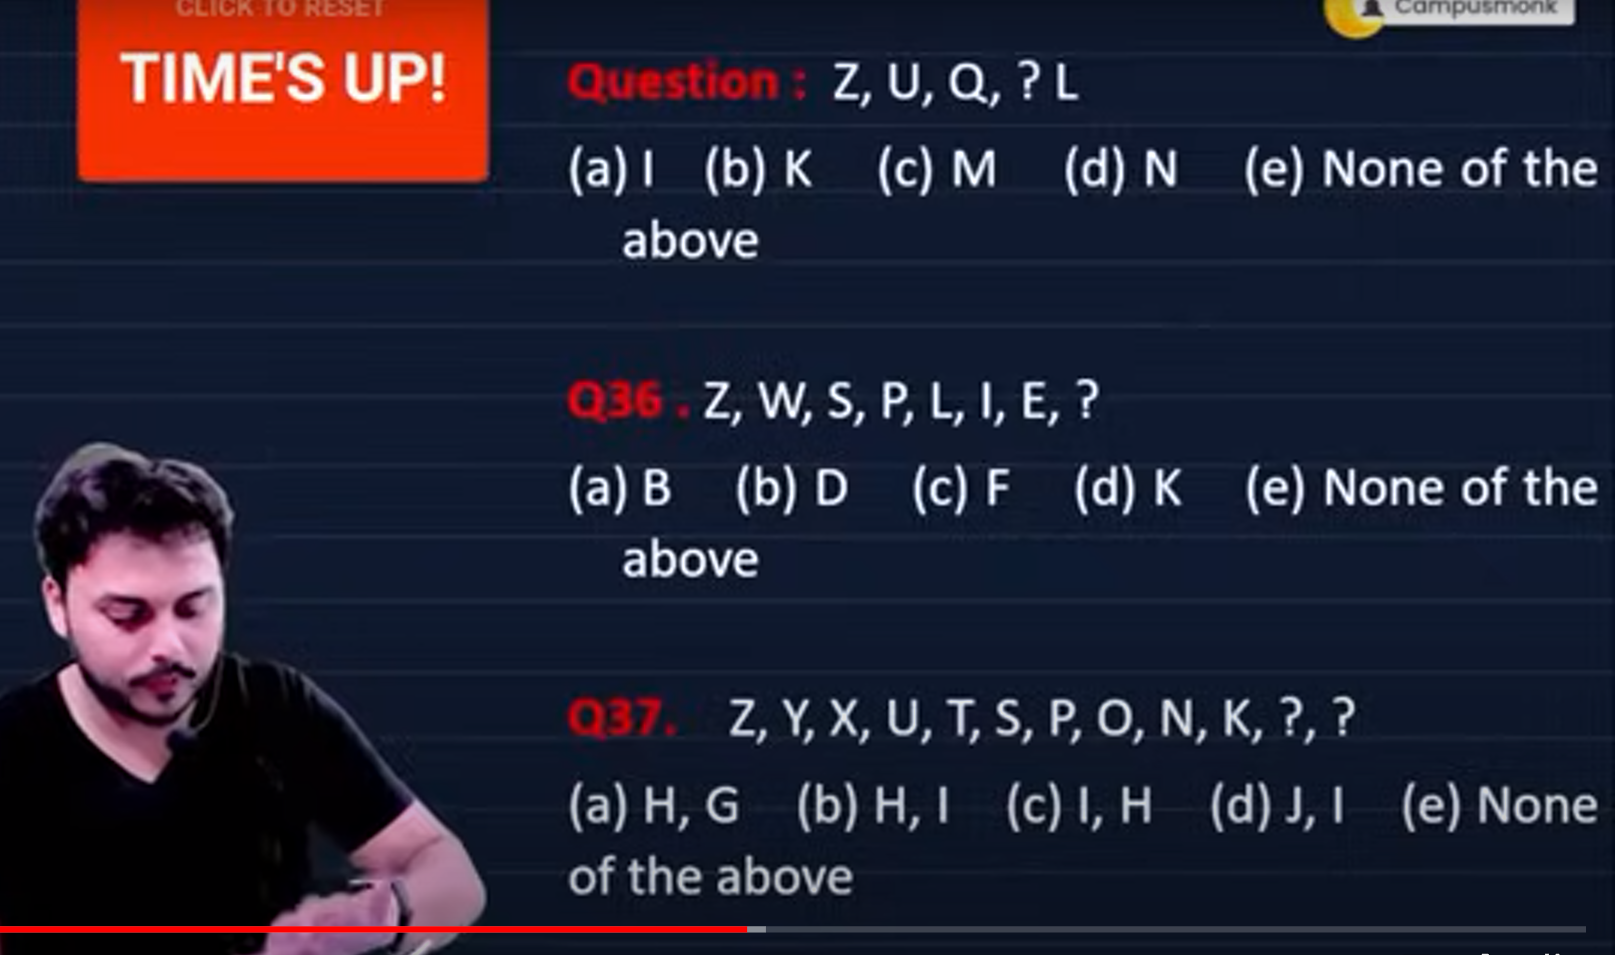 CLICK TO RESET
TIME'S UP!
Campusmonk
Question : Z, U, Q, ? L
(a) I (b) K (c) M (d) N (e) None of the
above
Q36 . Z, W, S, P, L, I, E, ?
(a) B (b) D (c) F (d) K (e) None of the
above
Q37. Z, Y, X, U, T, S, P, O, N, K, ?, ?
(a) H, G (b) H, I (c) I, H (d) J, I (e) None
of the above